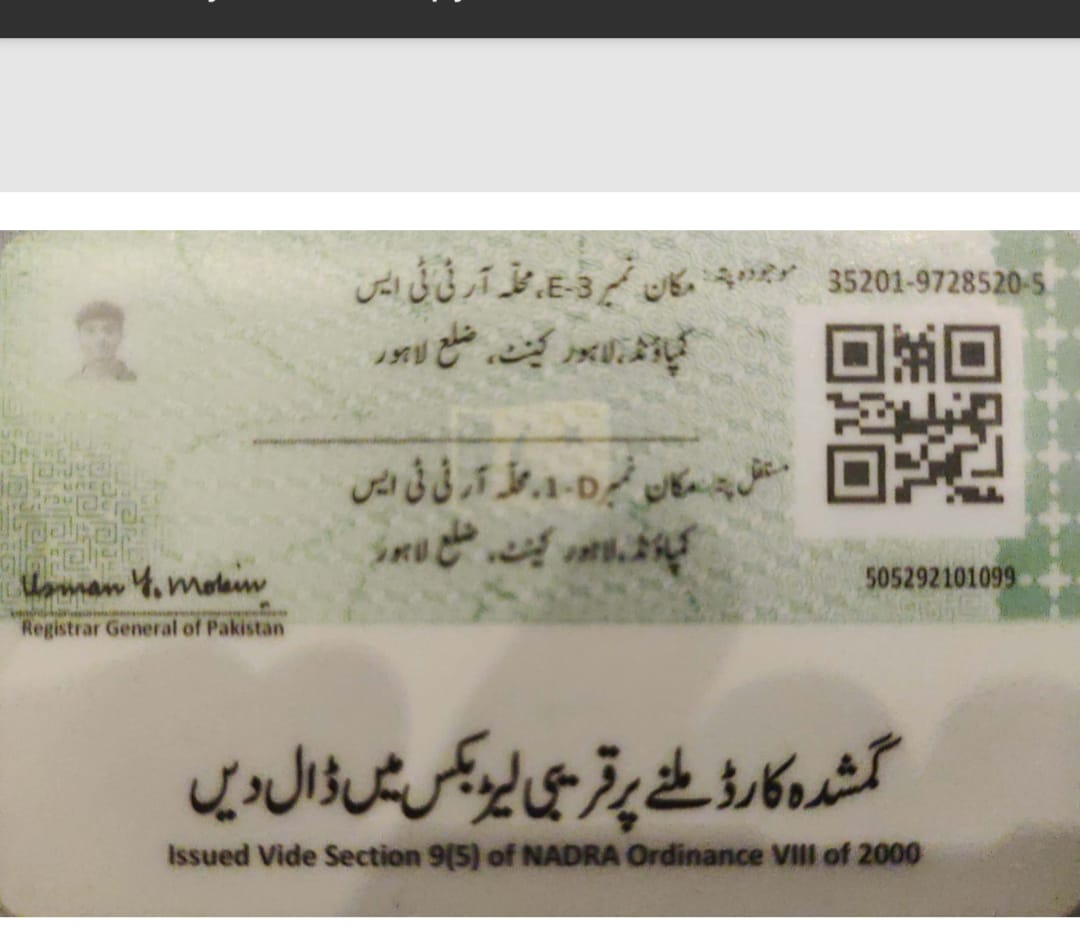 موجودہ پتہ: مکان نمبر E-3، محلہ آر ٹی ٹی ایس
کمپاؤنڈ، لاہور کینٹ، ضلع لاہور
35201-9728520-5
مستقل پتہ: مکان نمبر D-1، محلہ آر ٹی ٹی ایس
کمپاؤنڈ، لاہور کینٹ، ضلع لاہور
505292101099
Usman Y. Mobin
Registrar General of Pakistan
گمشدہ کارڈ ملنے پر قریبی لیٹر بکس میں ڈال دیں
Issued Vide Section 9(5) of NADRA Ordinance VIII of 2000